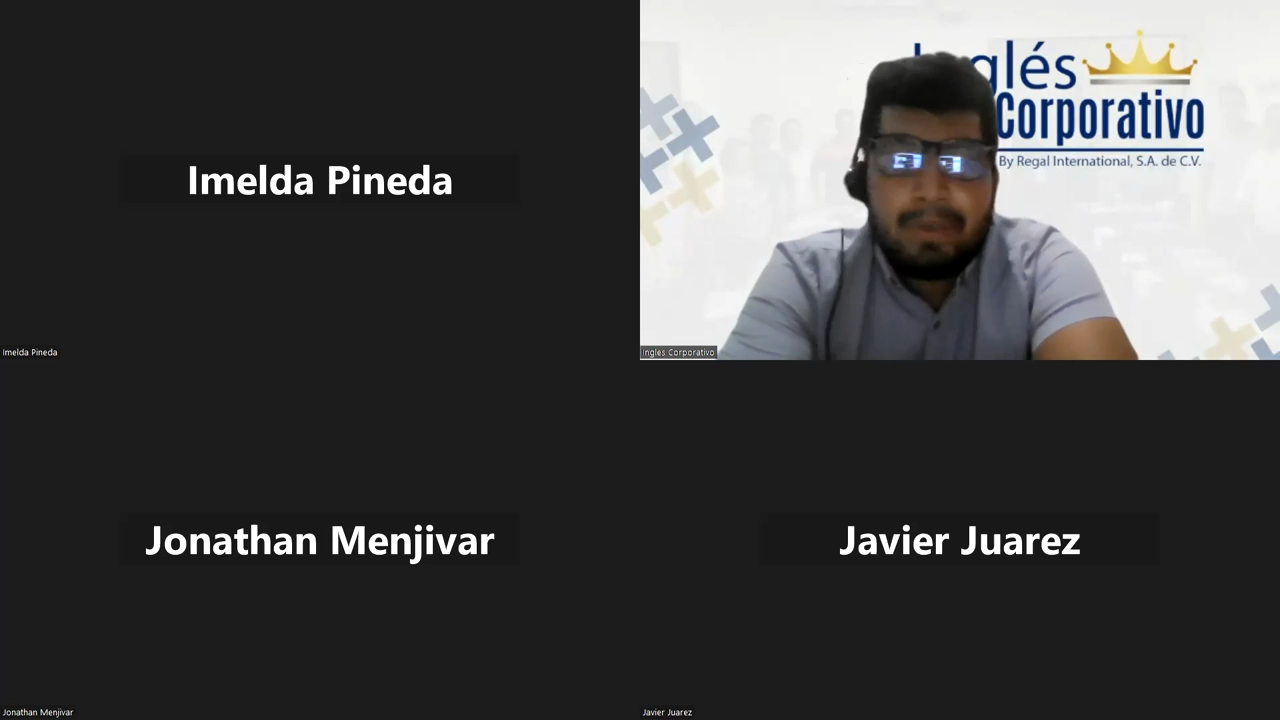 Imelda Pineda
Imelda Pineda
Inglés
Corporativo
By Regal International, S.A. de C.V.
Ingles Corporativo
Jonathan Menjivar
Jonathan Menjivar
Javier Juarez
Javier Juarez